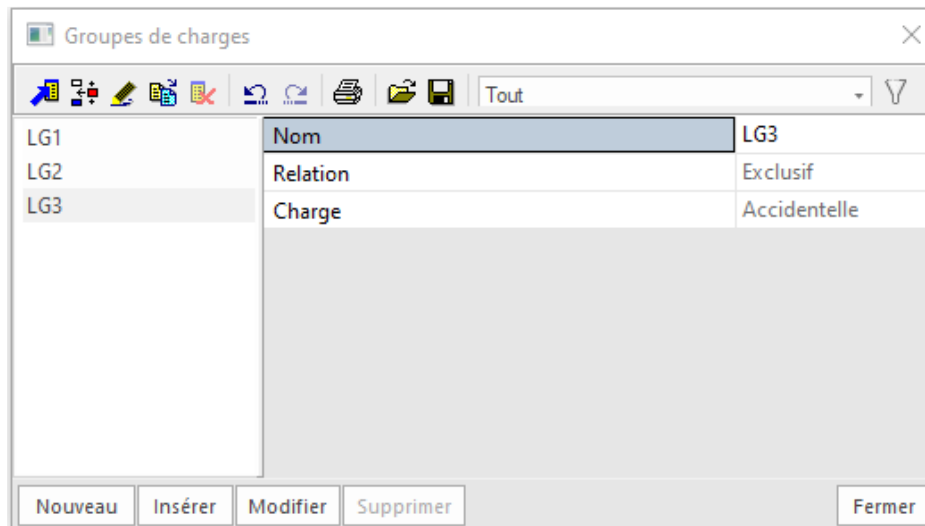 Groupes de charges
Tout
LG1
LG2
LG3
Nom LG3
Relation Exclusif
Charge Accidentelle
Nouveau Insérer Modifier Supprimer Fermer